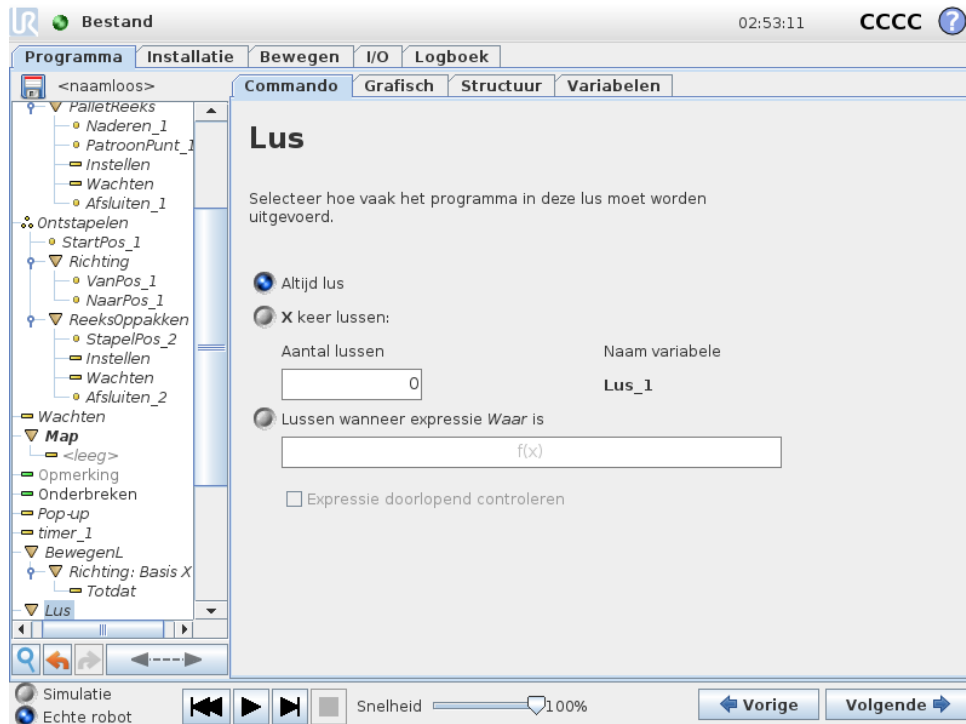 UR Bestand 02:53:11 CCCC ?
Programma Installatie Bewegen I/O Logboek
<naamloos>
Commando Grafisch Structuur Variabelen
PalletReeks
Naderen_1
PatroonPunt_1
Instellen
Wachten
Afsluiten_1
Ontstapelen
StartPos_1
Richting
VanPos_1
NaarPos_1
ReeksOppakken
StapelPos_2
Instellen
Wachten
Afsluiten_2
Wachten
Map
<leeg>
Opmerking
Onderbreken
Pop-up
timer_1
BewegenL
Richting: Basis X
Totdat
Lus
Lus
Selecteer hoe vaak het programma in deze lus moet worden
uitgevoerd.
Altijd lus
X keer lussen:
Aantal lussen Naam variabele
0 Lus_1
Lussen wanneer expressie Waar is
f(x)
Expressie doorlopend controleren
Simulatie
Echte robot
Snelheid 100%
Vorige Volgende